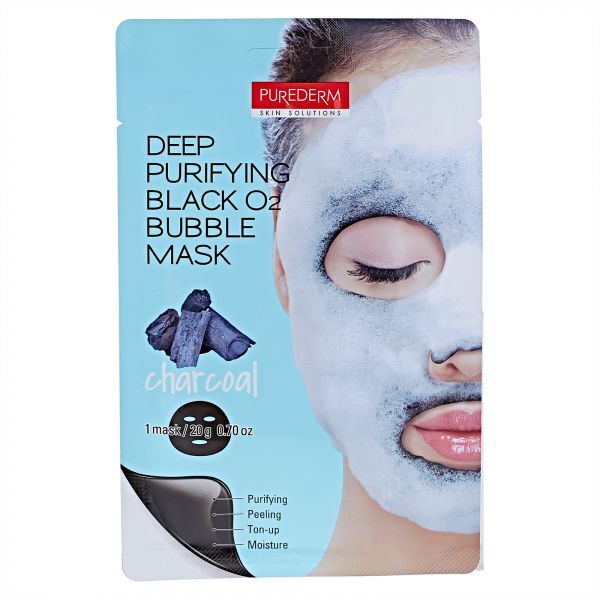 PUREDERM
SKIN SOLUTIONS
DEEP
PURIFYING
BLACK O2
BUBBLE
MASK
charcoal
1 mask / 20 g 0.70 oz
Purifying
Peeling
Ton-up
Moisture